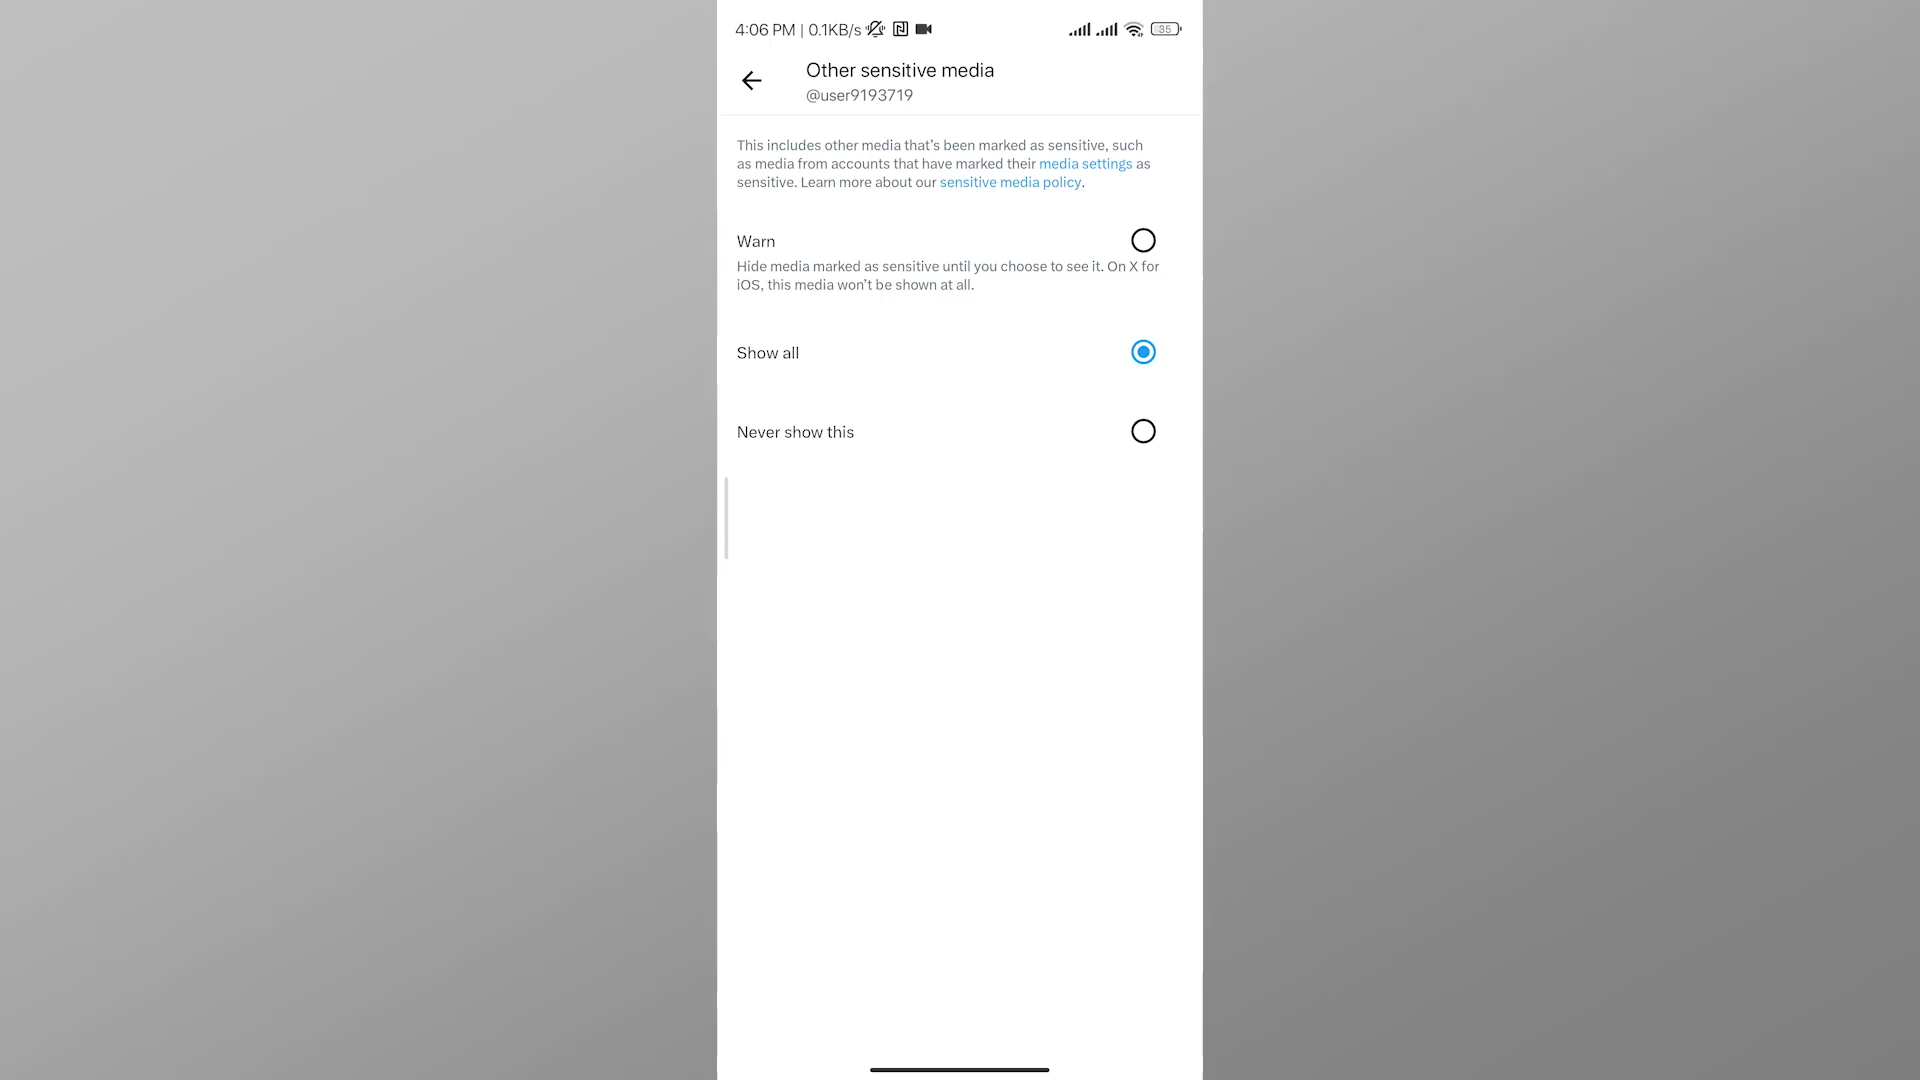 4:06 PM | 0.1KB/s
35
Other sensitive media
@user9193719
This includes other media that’s been marked as sensitive, such
as media from accounts that have marked their media settings as
sensitive. Learn more about our sensitive media policy.
Warn
Hide media marked as sensitive until you choose to see it. On X for
iOS, this media won’t be shown at all.
Show all
Never show this